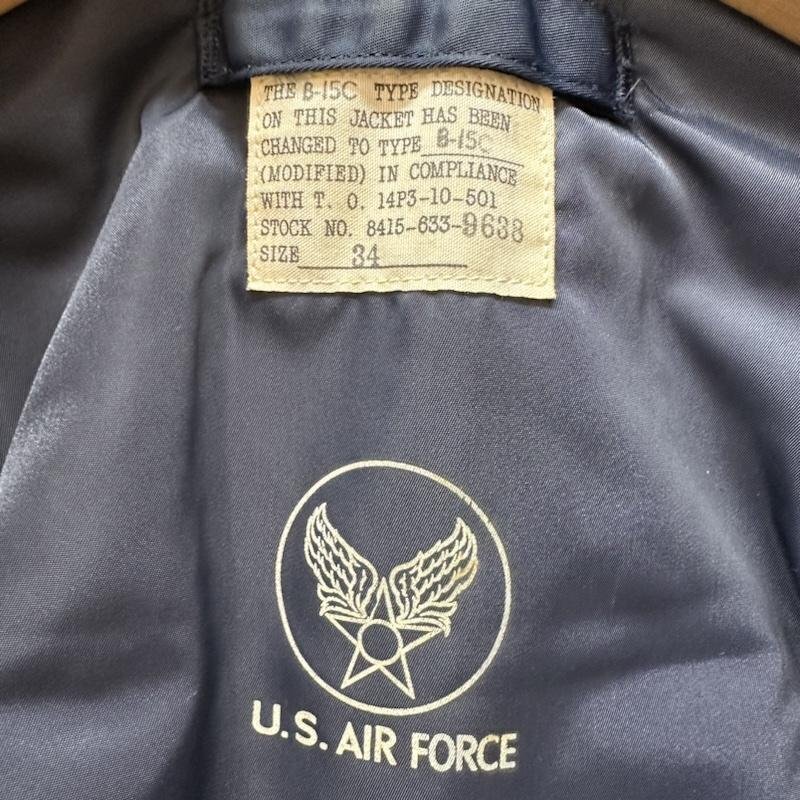 THE B-15C TYPE DESIGNATION
ON THIS JACKET HAS BEEN
CHANGED TO TYPE B-15C
(MODIFIED) IN COMPLIANCE
WITH T. O. 14P3-10-501
STOCK NO. 8415-633-9638
SIZE 34
U.S. AIR FORCE